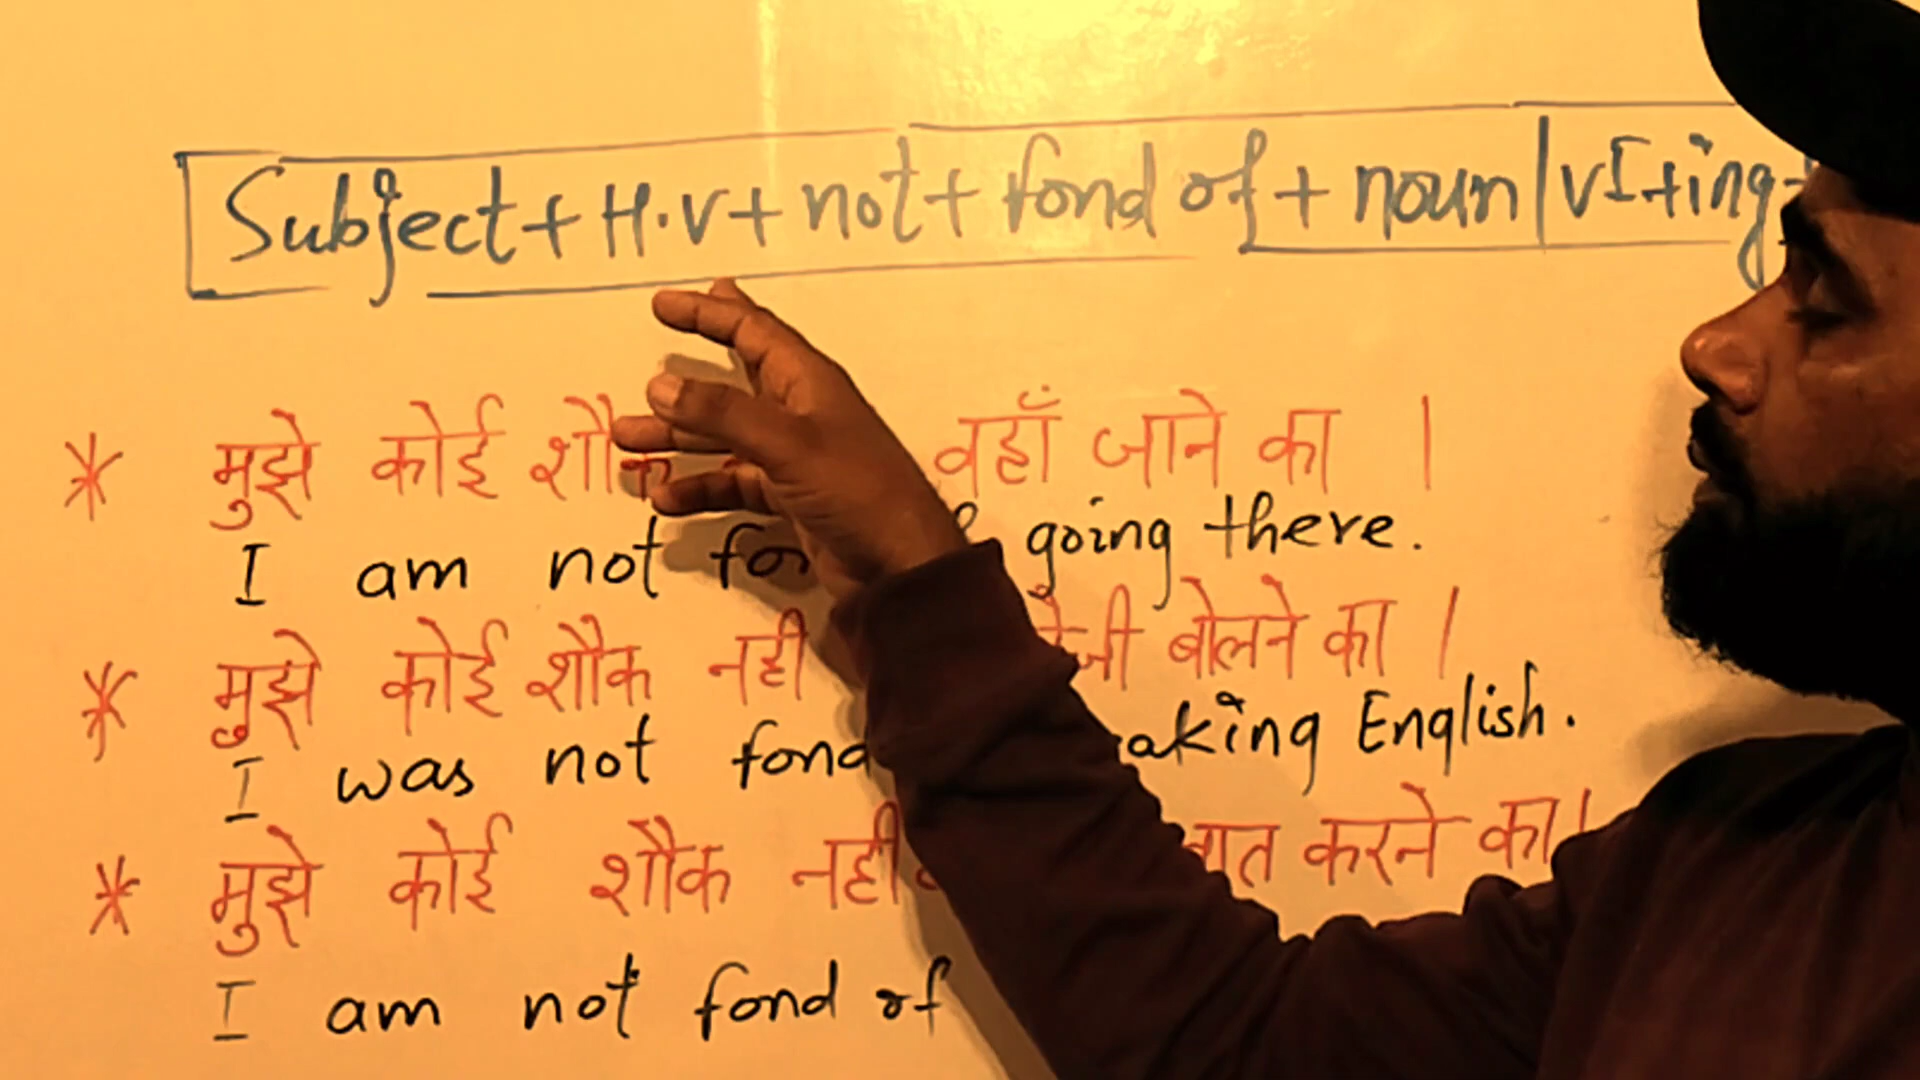 Subject + H.V + not + fond of + noun | VI + ing +
* मुझे कोई शौक वहाँ जाने का ।
I am not going there.
* मुझे कोई शौक नही बोलने का ।
I was not fond English.
* मुझे कोई शौक नही करने का ।
I am not fond of